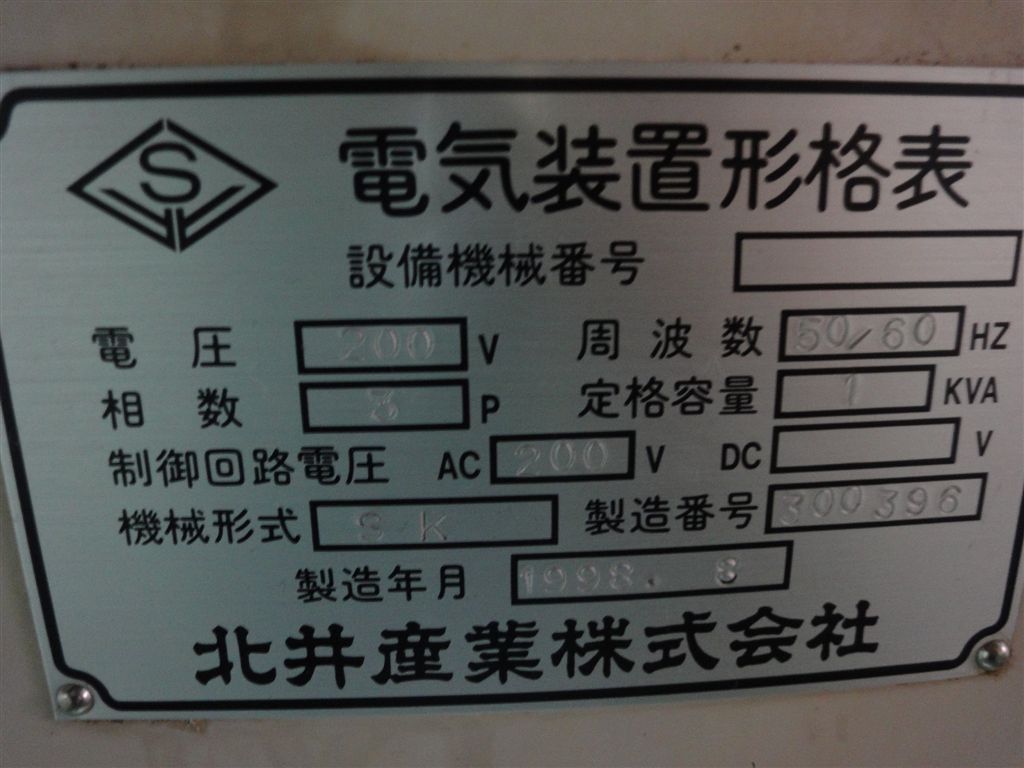 S 電気装置形格表
設備機械番号
電圧 200 V 周波数 50/60 HZ
相数 3 P 定格容量 1 KVA
制御回路電圧 AC 200 V DC V
機械形式 SK 製造番号 300396
製造年月 1998. 8
北井産業株式会社